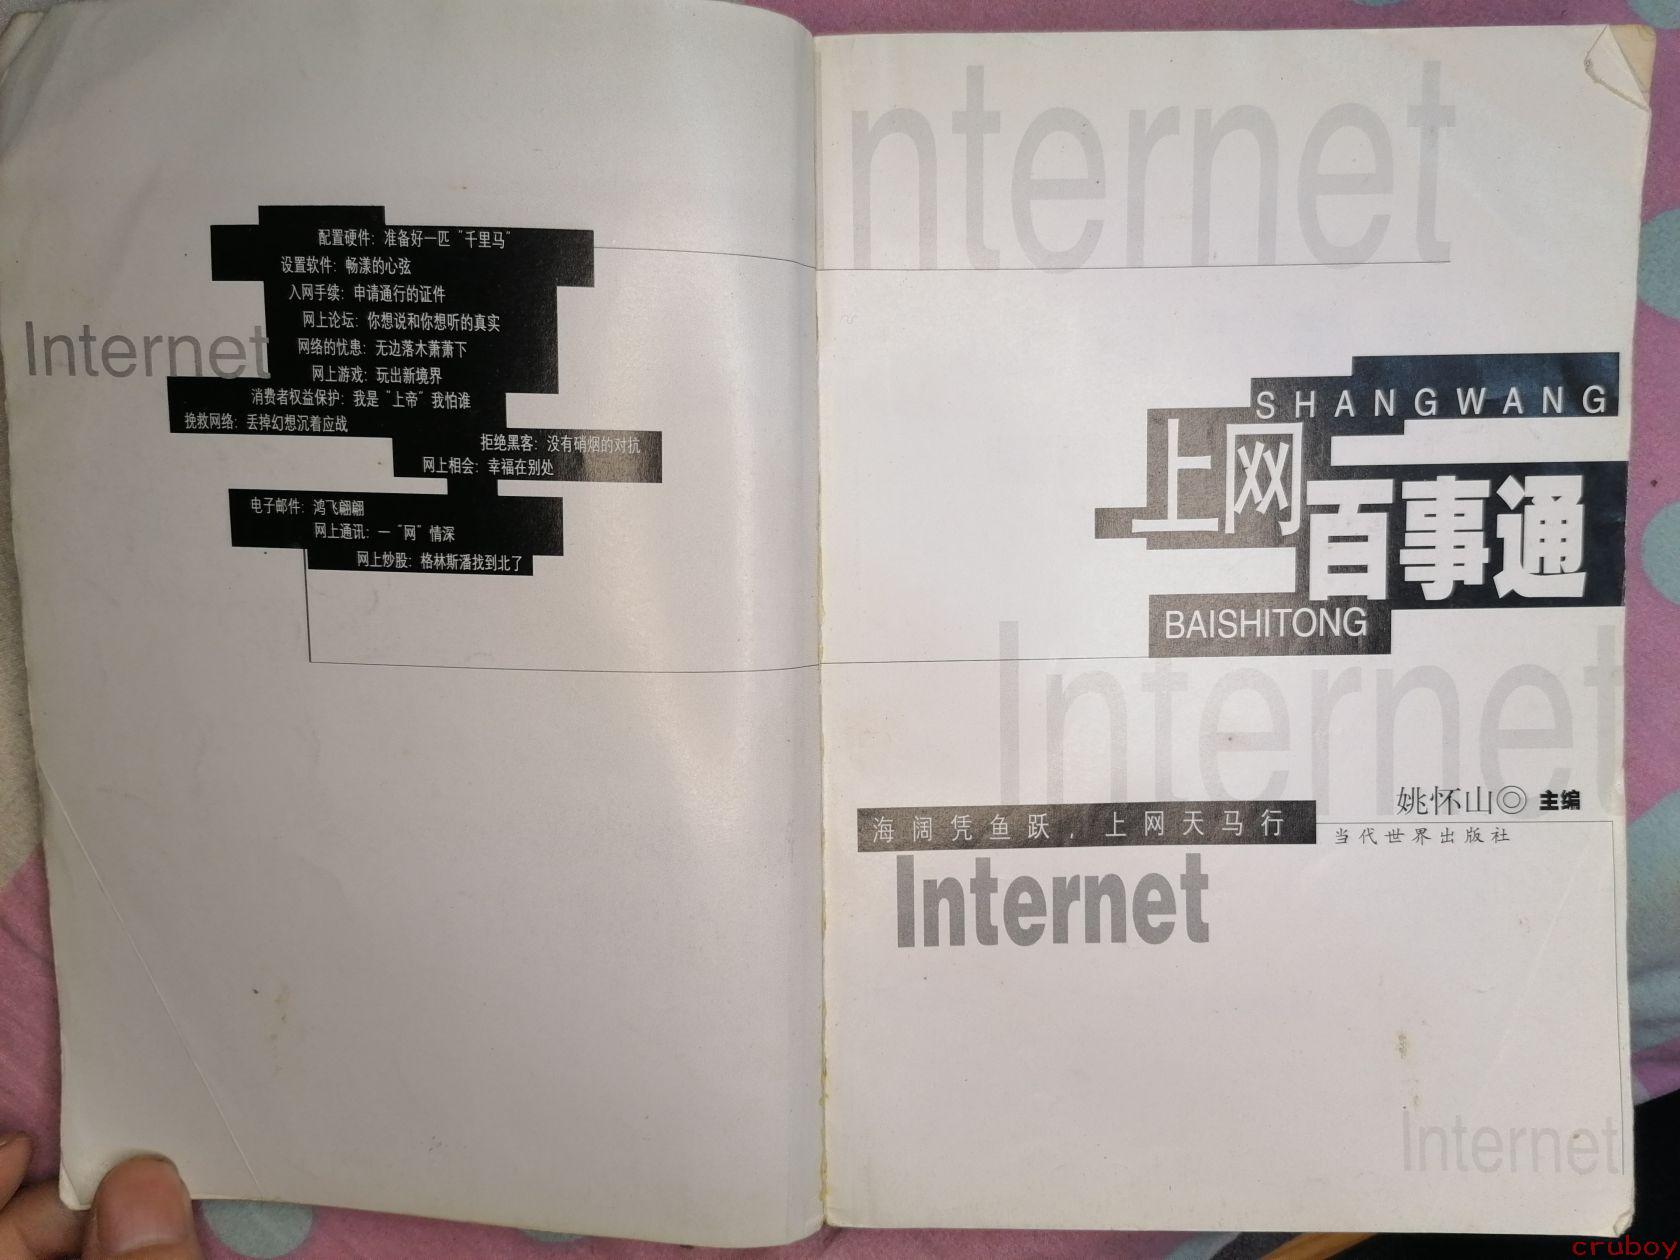 配置硬件：准备好一匹“千里马”
设置软件：畅漾的心弦
入网手续：申请通行的证件
网上论坛：你想说和你想听的真实
Internet
网络的忧患：无边落木萧萧下
网上游戏：玩出新境界
消费者权益保护：我是“上帝”我怕谁
挽救网络：丢掉幻想沉着应战
拒绝黑客：没有硝烟的对抗
网上相会：幸福在别处
电子邮件：鸿飞翩翩
网上通讯：一“网”情深
网上炒股：格林斯潘找到北了
nternet
SHANGWANG
上网
百事通
BAISHITONG
Internet
姚怀山◎主编
海阔凭鱼跃，上网天马行
当代世界出版社
Internet
Internet
cruboy